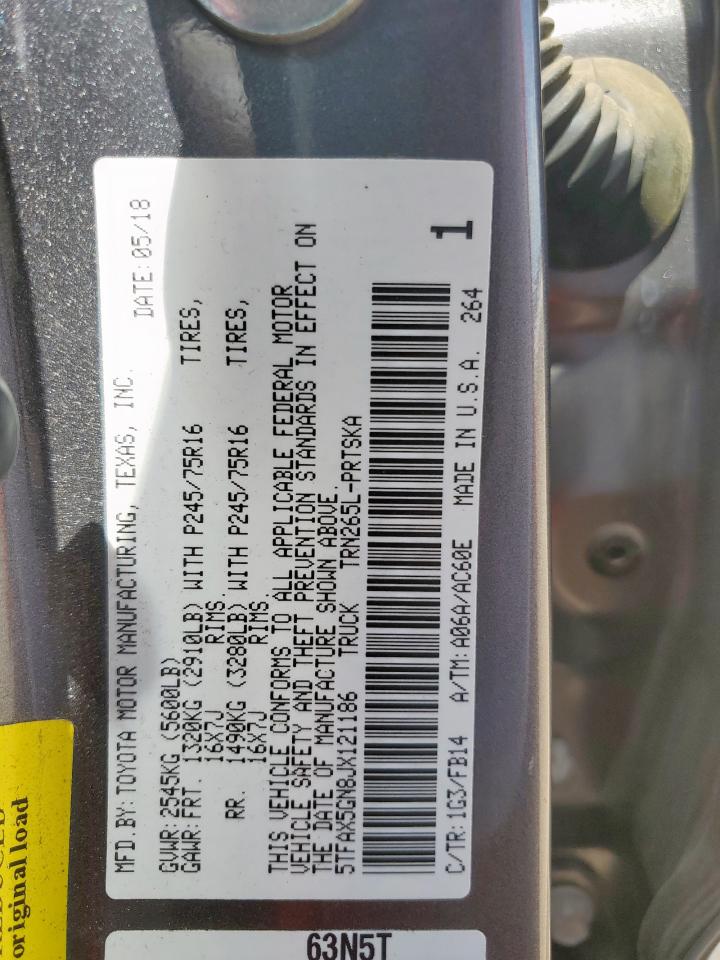 MFD.BY:TOYOTA MOTOR MANUFACTURING, TEXAS, INC. DATE:05/18
GVWR:2545KG (5600LB)
GAWR:FRT. 1320KG (2910LB) WITH P245/75R16 TIRES,
16X7J RIMS
RR. 1490KG (3280LB) WITH P245/75R16 TIRES,
16X7J RIMS
THIS VEHICLE CONFORMS TO ALL APPLICABLE FEDERAL MOTOR
VEHICLE SAFETY AND THEFT PREVENTION STANDARDS IN EFFECT ON
THE DATE OF MANUFACTURE SHOWN ABOVE.
5TFAX5GN8JX121186 TRUCK TRN265L-PRTSKA
1
C/TR:1G3/FB14 A/TM:A06A/AC60E MADE IN U.S.A. 264
original load
63N5T